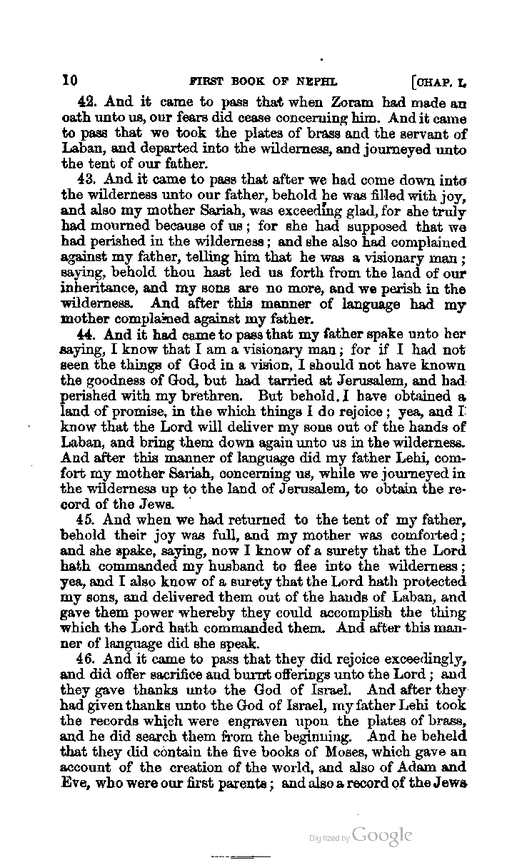 10 FIRST BOOK OF NEPHI. [CHAP. I.
42. And it came to pass that when Zoram had made an
oath unto us, our fears did cease concerning him. And it came
to pass that we took the plates of brass and the servant of
Laban, and departed into the wilderness, and journeyed unto
the tent of our father.
43. And it came to pass that after we had come down into
the wilderness unto our father, behold he was filled with joy,
and also my mother Sariah, was exceeding glad, for she truly
had mourned because of us; for she had supposed that we
had perished in the wilderness; and she also had complained
against my father, telling him that he was a visionary man;
saying, behold thou hast led us forth from the land of our
inheritance, and my sons are no more, and we perish in the
wilderness. And after this manner of language had my
mother complained against my father.
44. And it had came to pass that my father spake unto her
saying, I know that I am a visionary man; for if I had not
seen the things of God in a vision, I should not have known
the goodness of God, but had tarried at Jerusalem, and had
perished with my brethren. But behold, I have obtained a
land of promise, in the which things I do rejoice; yea, and I
know that the Lord will deliver my sons out of the hands of
Laban, and bring them down again unto us in the wilderness.
And after this manner of language did my father Lehi, com-
fort my mother Sariah, concerning us, while we journeyed in
the wilderness up to the land of Jerusalem, to obtain the re-
cord of the Jews.
45. And when we had returned to the tent of my father,
behold their joy was full, and my mother was comforted;
and she spake, saying, now I know of a surety that the Lord
hath commanded my husband to flee into the wilderness;
yea, and I also know of a surety that the Lord hath protected
my sons, and delivered them out of the hands of Laban, and
gave them power whereby they could accomplish the thing
which the Lord hath commanded them. And after this man-
ner of language did she speak.
46. And it came to pass that they did rejoice exceedingly,
and did offer sacrifice and burnt offerings unto the Lord; and
they gave thanks unto the God of Israel. And after they
had given thanks unto the God of Israel, my father Lehi took
the records which were engraven upon the plates of brass,
and he did search them from the beginning. And he beheld
that they did contain the five books of Moses, which gave an
account of the creation of the world, and also of Adam and
Eve, who were our first parents; and also a record of the Jews
Digitized by Google